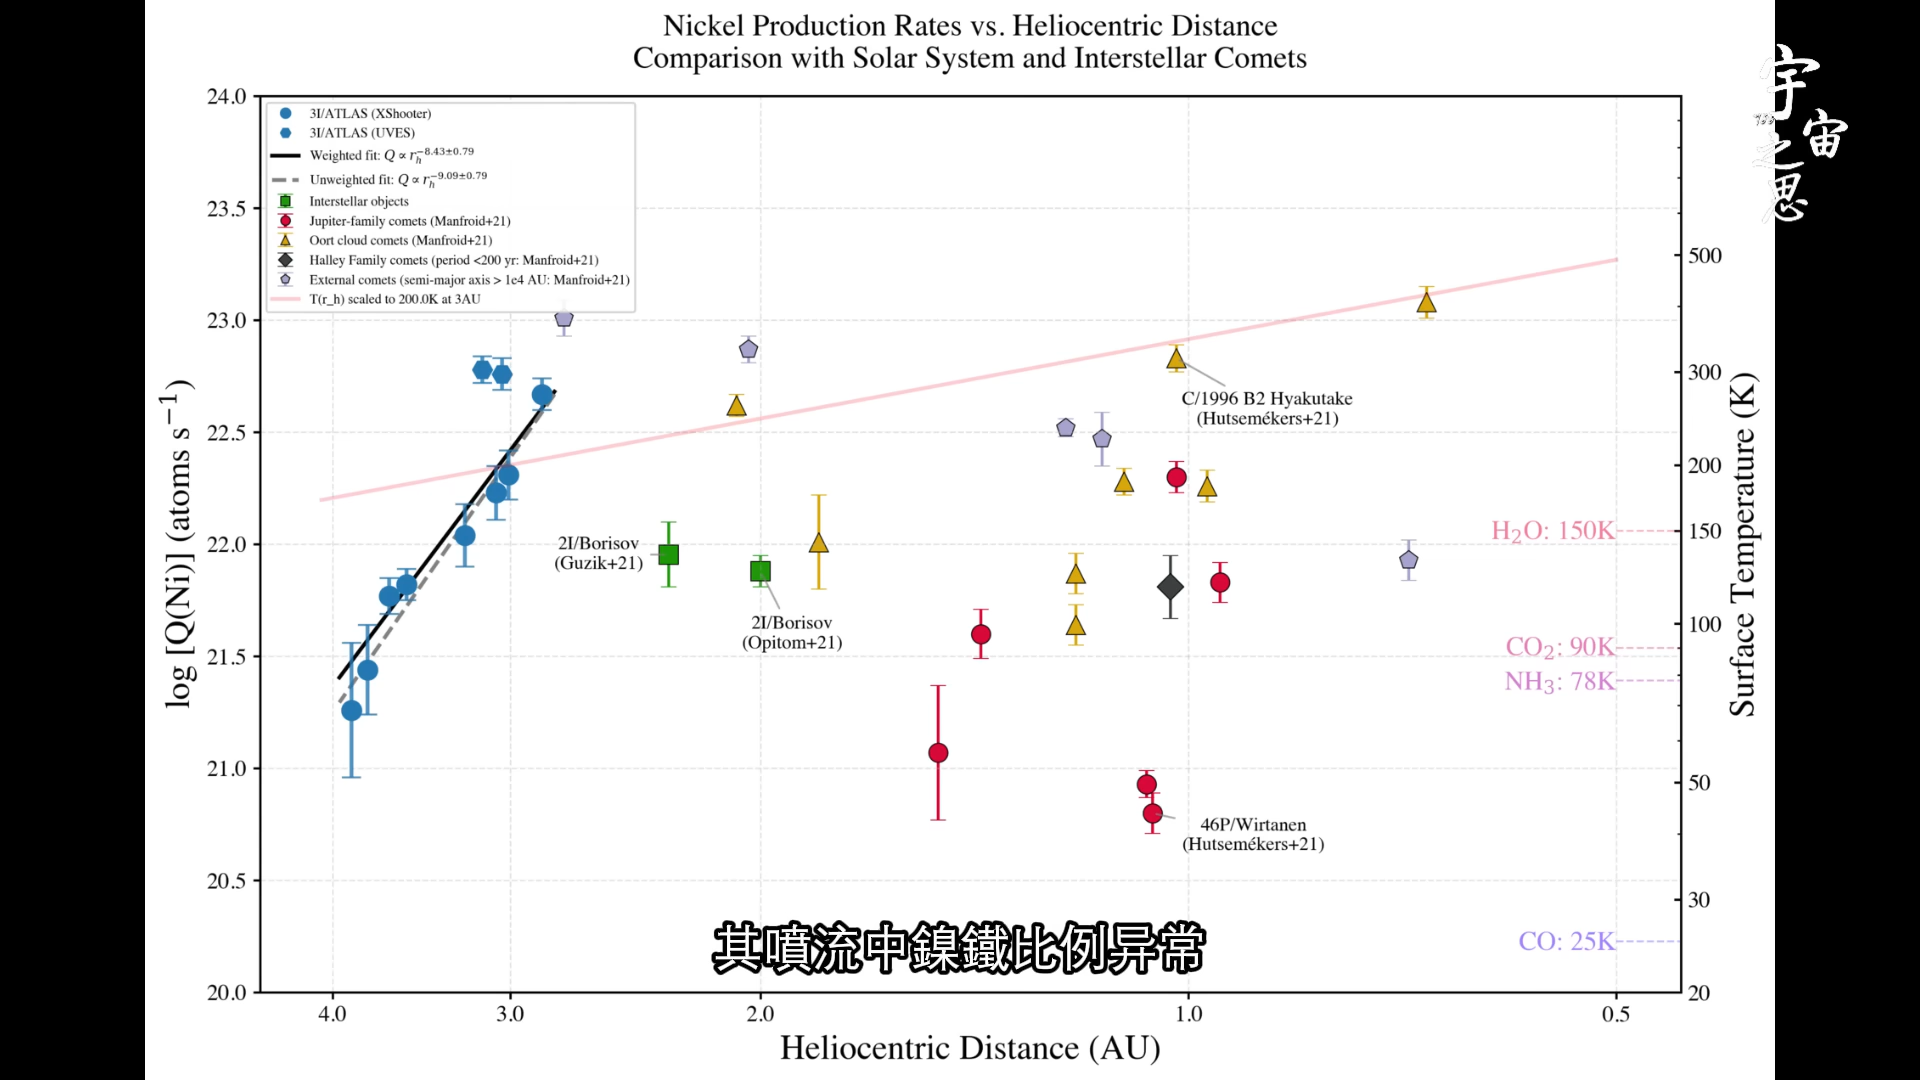 Nickel Production Rates vs. Heliocentric Distance
Comparison with Solar System and Interstellar Comets
宇宙之思
24.0
23.5
23.0
22.5
22.0
21.5
21.0
20.5
20.0
log [Q(Ni)] (atoms s⁻¹)
3I/ATLAS (XShooter)
3I/ATLAS (UVES)
Weighted fit: Q ∝ r_h^−8.43±0.79
Unweighted fit: Q ∝ r_h^−9.09±0.79
Interstellar objects
Jupiter-family comets (Manfroid+21)
Oort cloud comets (Manfroid+21)
Halley Family comets (period <200 yr: Manfroid+21)
External comets (semi-major axis > 1e4 AU: Manfroid+21)
T(r_h) scaled to 200.0K at 3AU
C/1996 B2 Hyakutake
(Hutsemékers+21)
2I/Borisov
(Guzik+21)
2I/Borisov
(Opitom+21)
46P/Wirtanen
(Hutsemékers+21)
H₂O: 150K
CO₂: 90K
NH₃: 78K
CO: 25K
500
300
200
150
100
50
30
20
Surface Temperature (K)
其噴流中鎳鐵比例异常
4.0
3.0
2.0
1.0
0.5
Heliocentric Distance (AU)